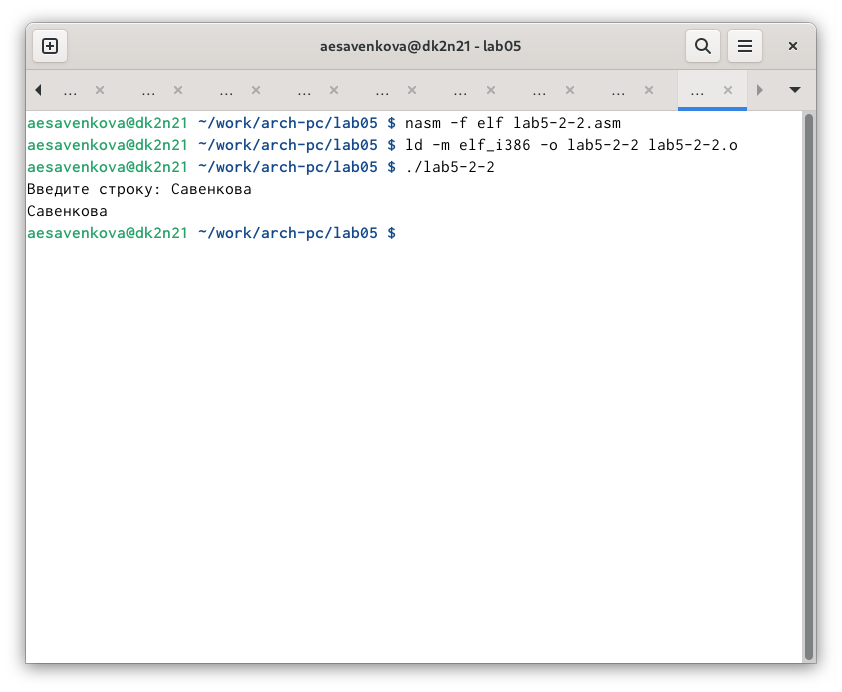 aesavenkova@dk2n21 - lab05
... ... ... ... ... ... ... ... ...
aesavenkova@dk2n21 ~/work/arch-pc/lab05 $ nasm -f elf lab5-2-2.asm
aesavenkova@dk2n21 ~/work/arch-pc/lab05 $ ld -m elf_i386 -o lab5-2-2 lab5-2-2.o
aesavenkova@dk2n21 ~/work/arch-pc/lab05 $ ./lab5-2-2
Введите строку: Савенкова
Савенкова
aesavenkova@dk2n21 ~/work/arch-pc/lab05 $